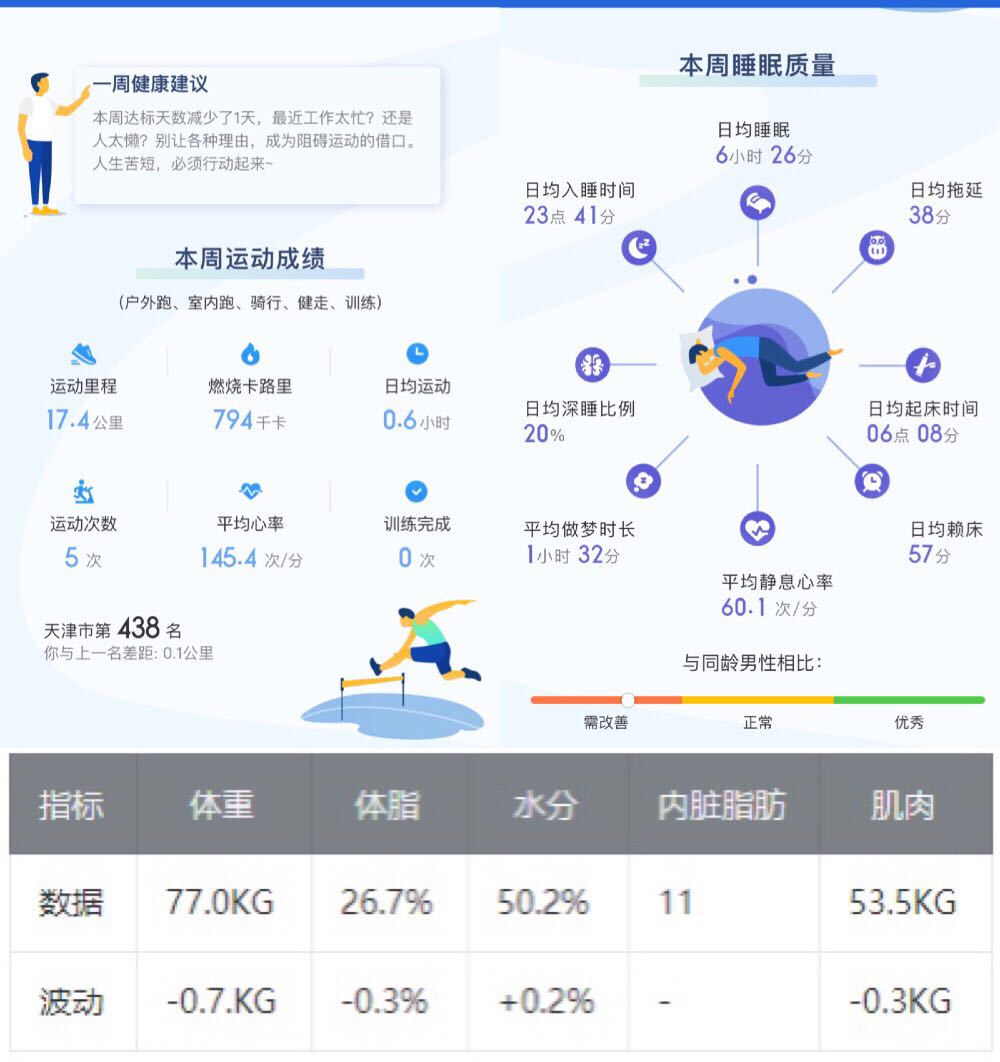 一周健康建议
本周达标天数减少了1天，最近工作太忙？还是
人太懒？别让各种理由，成为阻碍运动的借口。
人生苦短，必须行动起来~
本周运动成绩
（户外跑、室内跑、骑行、健走、训练）
运动里程 燃烧卡路里 日均运动
17.4公里 794千卡 0.6小时
运动次数 平均心率 训练完成
5 次 145.4 次/分 0 次
天津市第 438 名
你与上一名差距: 0.1公里
本周睡眠质量
日均睡眠
6小时 26分
日均入睡时间
23点 41分
日均拖延
38分
日均深睡比例
20%
日均起床时间
06点 08分
平均做梦时长
1小时 32分
日均赖床
57分
平均静息心率
60.1 次/分
与同龄男性相比：
需改善 正常 优秀
指标 体重 体脂 水分 内脏脂肪 肌肉
数据 77.0KG 26.7% 50.2% 11 53.5KG
波动 -0.7.KG -0.3% +0.2% - -0.3KG